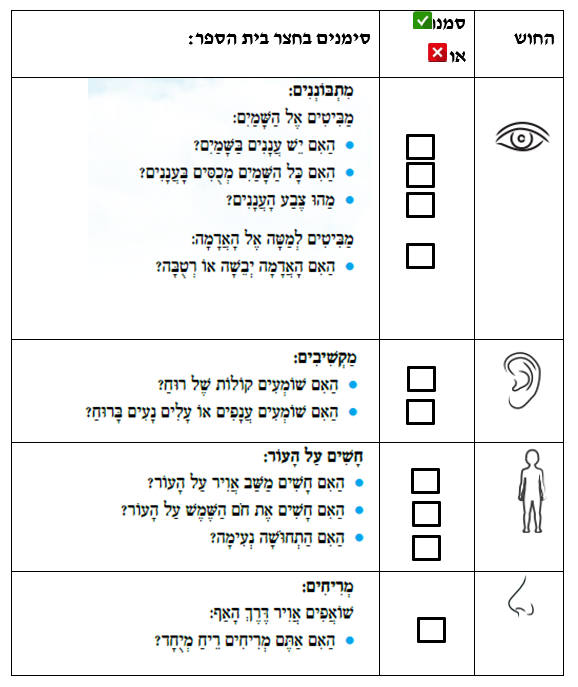 החוש
סמנו ✅
או ❌
סימנים בחצר בית הספר:
מִתְבּוֹנְנִים:
מַבִּיטִים אֶל הַשָּׁמַיִם:
• הַאִם יֵשׁ עֲנָנִים בַּשָּׁמַיִם?
• הַאִם כָּל הַשָּׁמַיִם מְכֻסִּים בָּעֲנָנִים?
• מַהוּ צֶבַע הָעֲנָנִים?
מַבִּיטִים לְמַטָּה אֶל הָאֲדָמָה:
• הַאִם הָאֲדָמָה יְבֵשָׁה אוֹ רְטֻבָּה?
מַקְשִׁיבִים:
• הַאִם שׁוֹמְעִים קוֹלוֹת שֶׁל רוּחַ?
• הַאִם שׁוֹמְעִים עֲנָפִים אוֹ עָלִים נָעִים בָּרוּחַ?
חָשִׁים עַל הָעוֹר:
• הַאִם חָשִׁים מַשַּׁב אֲוִיר עַל הָעוֹר?
• הַאִם חָשִׁים אֶת חֹם הַשֶּׁמֶשׁ עַל הָעוֹר?
• הַאִם הַתְּחוּשָׁה נְעִימָה?
מְרִיחִים:
שׁוֹאֲפִים אֲוִיר דֶּרֶךְ הָאַף:
• הַאִם אַתֶּם מְרִיחִים רֵיחַ מְיֻחָד?